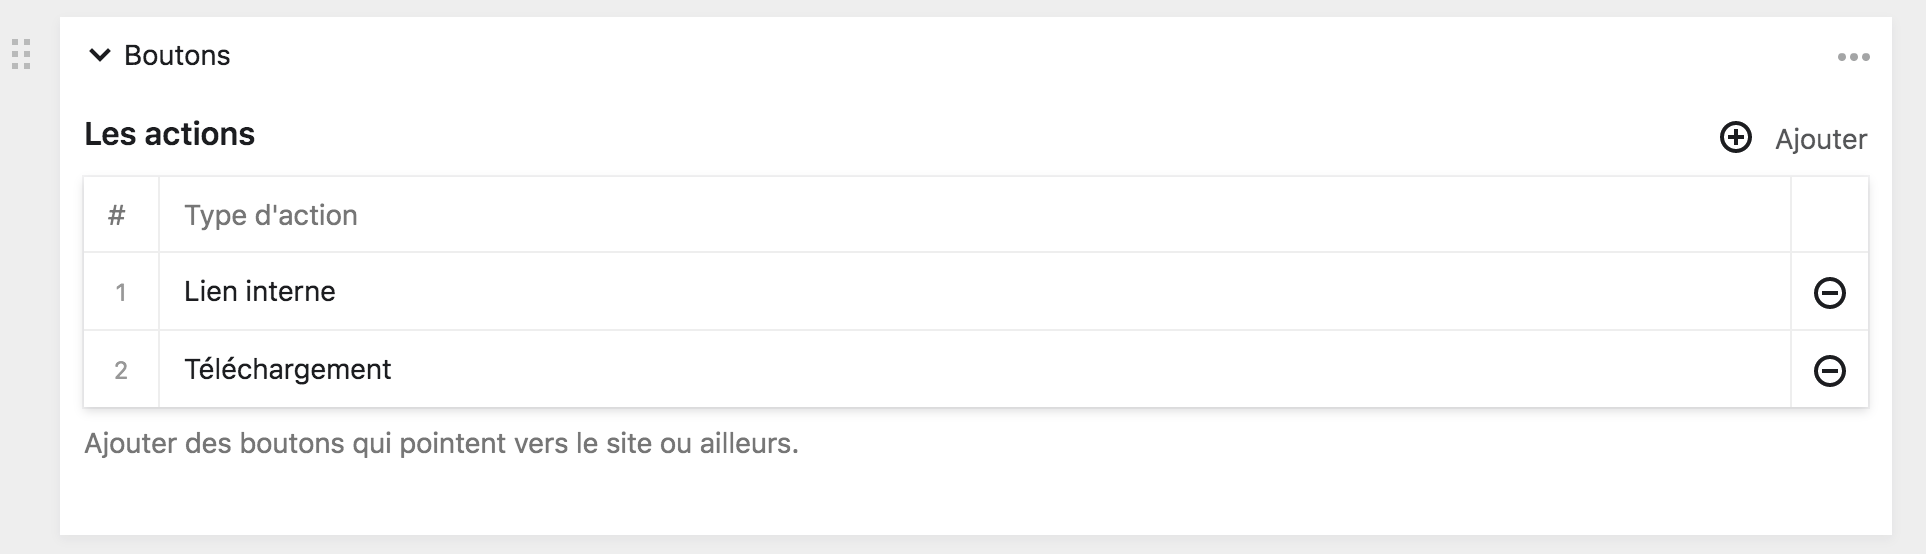 Boutons
Les actions
Ajouter
# Type d'action
1 Lien interne
2 Téléchargement
Ajouter des boutons qui pointent vers le site ou ailleurs.